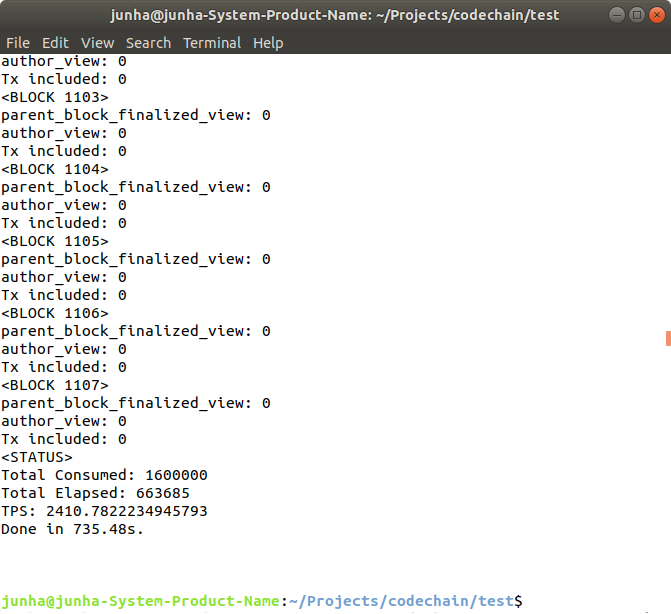 junha@junha-System-Product-Name: ~/Projects/codechain/test
File Edit View Search Terminal Help
author_view: 0
Tx included: 0
<BLOCK 1103>
parent_block_finalized_view: 0
author_view: 0
Tx included: 0
<BLOCK 1104>
parent_block_finalized_view: 0
author_view: 0
Tx included: 0
<BLOCK 1105>
parent_block_finalized_view: 0
author_view: 0
Tx included: 0
<BLOCK 1106>
parent_block_finalized_view: 0
author_view: 0
Tx included: 0
<BLOCK 1107>
parent_block_finalized_view: 0
author_view: 0
Tx included: 0
<STATUS>
Total Consumed: 1600000
Total Elapsed: 663685
TPS: 2410.7822234945793
Done in 735.48s.
junha@junha-System-Product-Name:~/Projects/codechain/test$